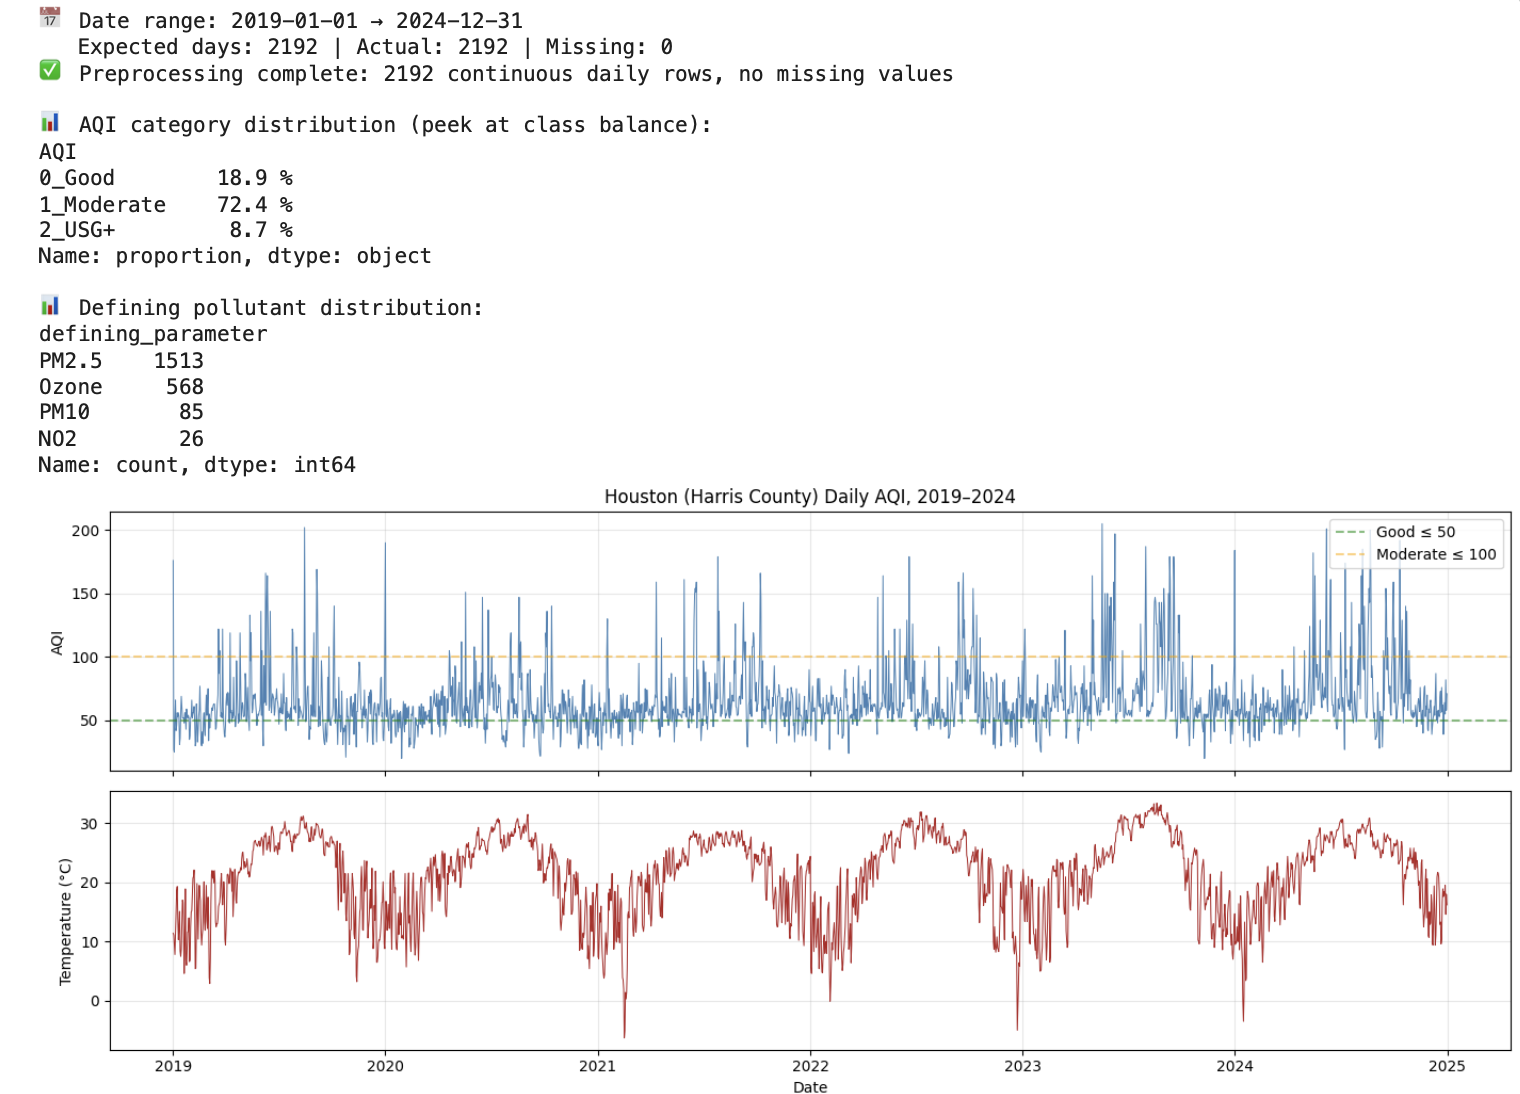 📅 Date range: 2019-01-01 → 2024-12-31
Expected days: 2192 | Actual: 2192 | Missing: 0
✅ Preprocessing complete: 2192 continuous daily rows, no missing values
📊 AQI category distribution (peek at class balance):
AQI
0_Good 18.9 %
1_Moderate 72.4 %
2_USG+ 8.7 %
Name: proportion, dtype: object
📊 Defining pollutant distribution:
defining_parameter
PM2.5 1513
Ozone 568
PM10 85
NO2 26
Name: count, dtype: int64
Houston (Harris County) Daily AQI, 2019–2024
Good ≤ 50
Moderate ≤ 100
AQI
200
150
100
50
Temperature (°C)
30
20
10
0
2019 2020 2021 2022 2023 2024 2025
Date